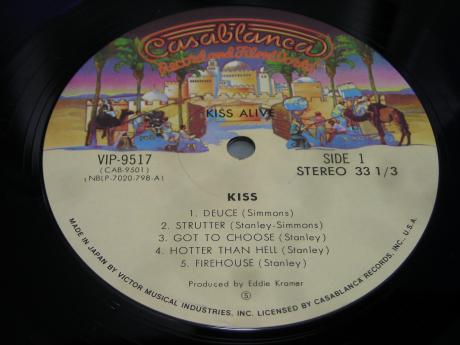 Casablanca
Record and FilmWorks
KISS ALIVE
VIP-9517
(CAB-9501)
(NBLP-7020-798-A)
SIDE 1
STEREO 33 1/3
KISS
1. DEUCE (Simmons)
2. STRUTTER (Stanley-Simmons)
3. GOT TO CHOOSE (Stanley)
4. HOTTER THAN HELL (Stanley)
5. FIREHOUSE (Stanley)
Produced by Eddie Kramer
Ⓢ
MADE IN JAPAN BY VICTOR MUSICAL INDUSTRIES, INC. LICENSED BY CASABLANCA RECORDS, INC., U.S.A.